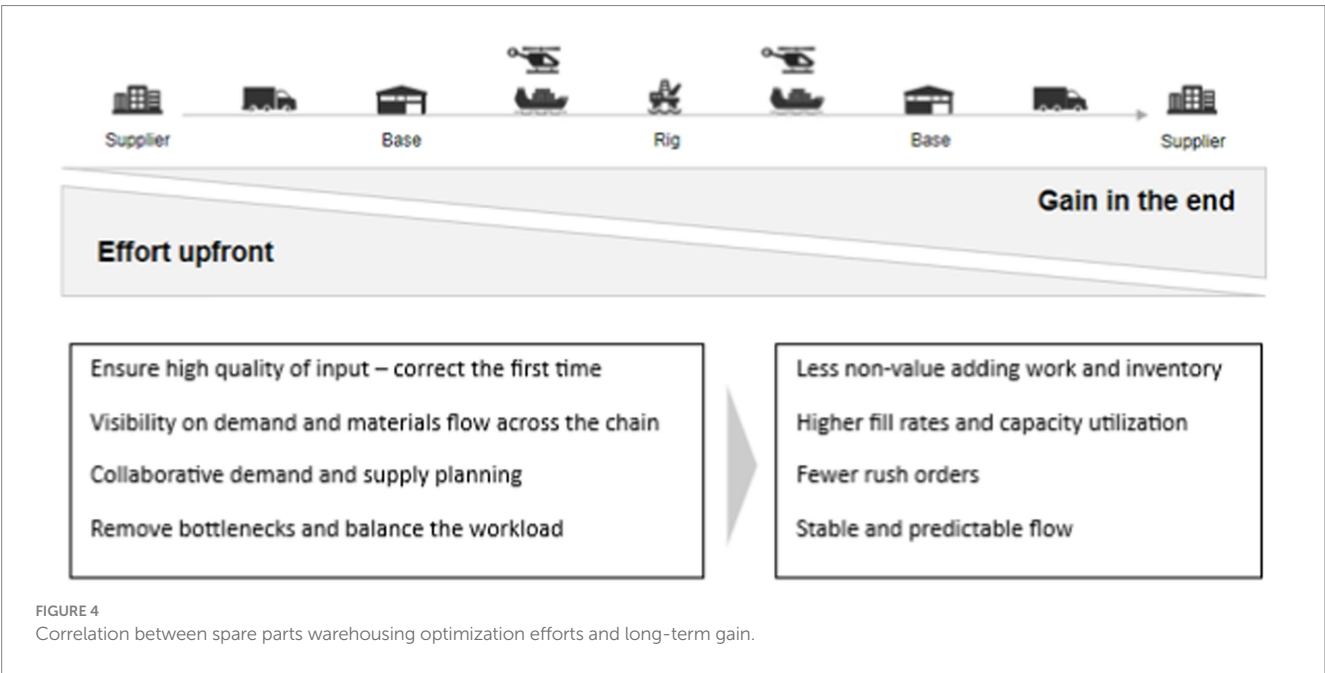 Supplier
Base
Rig
Base
Supplier
Gain in the end
Effort upfront
Ensure high quality of input – correct the first time
Visibility on demand and materials flow across the chain
Collaborative demand and supply planning
Remove bottlenecks and balance the workload
Less non-value adding work and inventory
Higher fill rates and capacity utilization
Fewer rush orders
Stable and predictable flow
FIGURE 4
Correlation between spare parts warehousing optimization efforts and long-term gain.